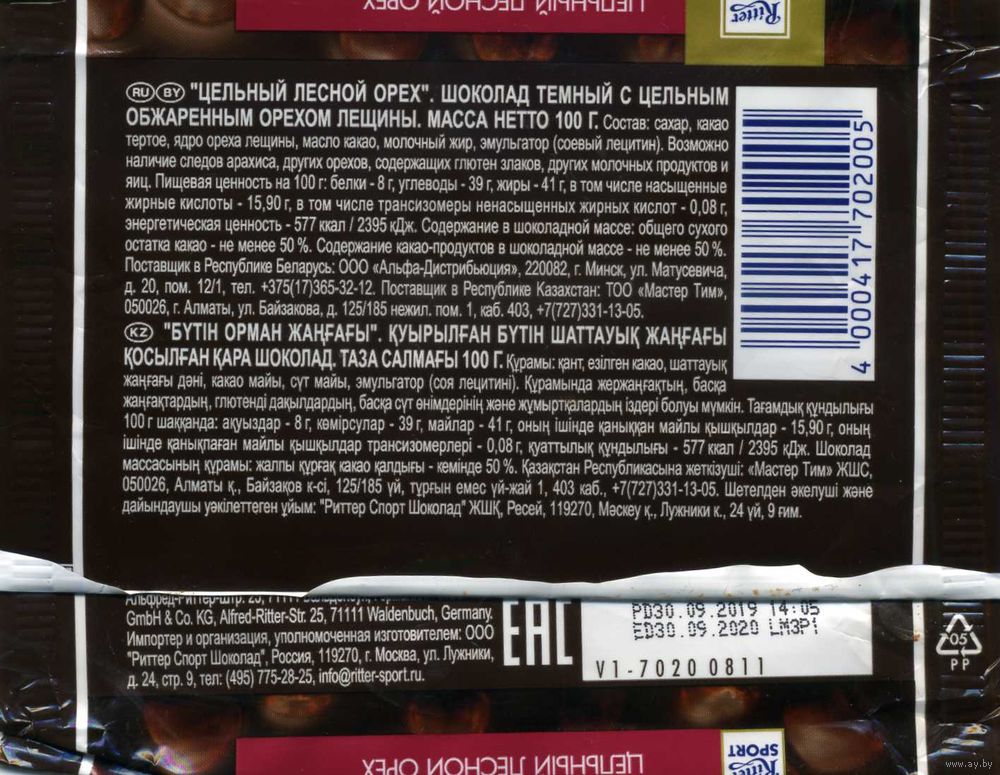 ЦЕЛЬНЫЙ ЛЕСНОЙ ОРЕХ
Ritter
RU BY "ЦЕЛЬНЫЙ ЛЕСНОЙ ОРЕХ". ШОКОЛАД ТЕМНЫЙ С ЦЕЛЬНЫМ
ОБЖАРЕННЫМ ОРЕХОМ ЛЕЩИНЫ. МАССА НЕТТО 100 Г. Состав: сахар, какао
тертое, ядро ореха лещины, масло какао, молочный жир, эмульгатор (соевый лецитин). Возможно
наличие следов арахиса, других орехов, содержащих глютен злаков, других молочных продуктов и
яиц. Пищевая ценность на 100 г: белки - 8 г, углеводы - 39 г, жиры - 41 г, в том числе насыщенные
жирные кислоты - 15,90 г, в том числе трансизомеры ненасыщенных жирных кислот - 0,08 г,
энергетическая ценность - 577 ккал / 2395 кДж. Содержание в шоколадной массе: общего сухого
остатка какао - не менее 50 %. Содержание какао-продуктов в шоколадной массе - не менее 50 %.
Поставщик в Республике Беларусь: ООО «Альфа-Дистрибьюция», 220082, г. Минск, ул. Матусевича,
д. 20, пом. 12/1, тел. +375(17)365-32-12. Поставщик в Республике Казахстан: ТОО «Мастер Тим»,
050026, г. Алматы, ул. Байзакова, д. 125/185 нежил. пом. 1, каб. 403, +7(727)331-13-05.
KZ "БҮТІН ОРМАН ЖАҢҒАҒЫ". ҚУЫРЫЛҒАН БҮТІН ШАТТАУЫҚ ЖАҢҒАҒЫ
ҚОСЫЛҒАН ҚАРА ШОКОЛАД. ТАЗА САЛМАҒЫ 100 Г. Құрамы: қант, езілген какао, шаттауық
жаңғағы дәні, какао майы, сүт майы, эмульгатор (соя лецитині). Құрамында жержаңғақтың, басқа
жаңғақтардың, глютенді дақылдардың, басқа сүт өнімдерінің және жұмыртқалардың іздері болуы мүмкін. Тағамдық құндылығы
100 г шаққанда: ақуыздар - 8 г, көмірсулар - 39 г, майлар - 41 г, оның ішінде қаныққан майлы қышқылдар - 15,90 г, оның
ішінде қанықпаған майлы қышқылдар трансизомерлері - 0,08 г, қуаттылық құндылығы - 577 ккал / 2395 кДж. Шоколад
массасының құрамы: жалпы құрғақ какао қалдығы - кемінде 50 %. Қазақстан Республикасына жеткізуші: «Мастер Тим» ЖШС,
050026, Алматы қ., Байзақов к-сі, 125/185 үй, тұрғын емес үй-жай 1, 403 каб., +7(727)331-13-05. Шетелден әкелуші және
дайындаушы уәкілеттеген ұйым: "Риттер Спорт Шоколад" ЖШҚ, Ресей, 119270, Мәскеу қ., Лужники к., 24 үй, 9 ғим.
4 000417 702005
GmbH & Co. KG, Alfred-Ritter-Str. 25, 71111 Waldenbuch, Germany.
Импортер и организация, уполномоченная изготовителем: ООО
"Риттер Спорт Шоколад", Россия, 119270, г. Москва, ул. Лужники,
д. 24, стр. 9, тел: (495) 775-28-25, info@ritter-sport.ru.
EAC
PD30.09.2019 14:05
ED30.09.2020 LM3P1
V1-7020 0811
05
PP
ЦЕЛЬНЫЙ ЛЕСНОЙ ОРЕХ
Ritter
SPORT
www.ay.by